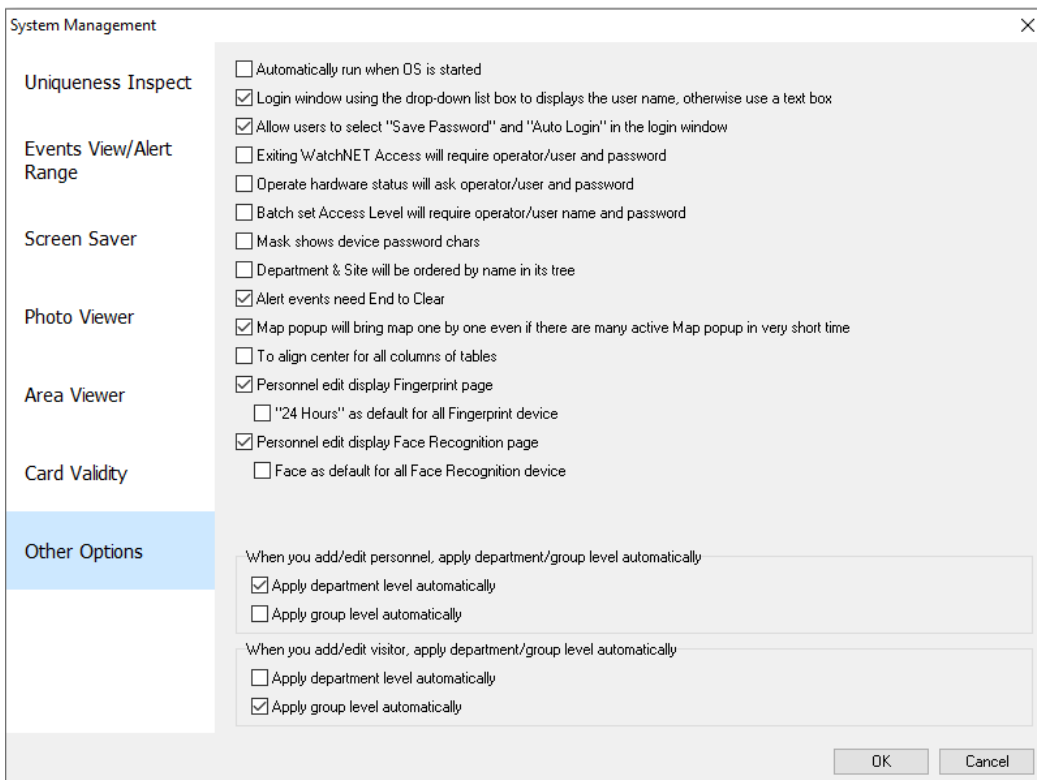 System Management
Uniqueness Inspect
Events View/Alert
Range
Screen Saver
Photo Viewer
Area Viewer
Card Validity
Other Options
Automatically run when OS is started
Login window using the drop-down list box to displays the user name, otherwise use a text box
Allow users to select "Save Password" and "Auto Login" in the login window
Exiting WatchNET Access will require operator/user and password
Operate hardware status will ask operator/user and password
Batch set Access Level will require operator/user name and password
Mask shows device password chars
Department & Site will be ordered by name in its tree
Alert events need End to Clear
Map popup will bring map one by one even if there are many active Map popup in very short time
To align center for all columns of tables
Personnel edit display Fingerprint page
"24 Hours" as default for all Fingerprint device
Personnel edit display Face Recognition page
Face as default for all Face Recognition device
When you add/edit personnel, apply department/group level automatically
Apply department level automatically
Apply group level automatically
When you add/edit visitor, apply department/group level automatically
Apply department level automatically
Apply group level automatically
OK
Cancel